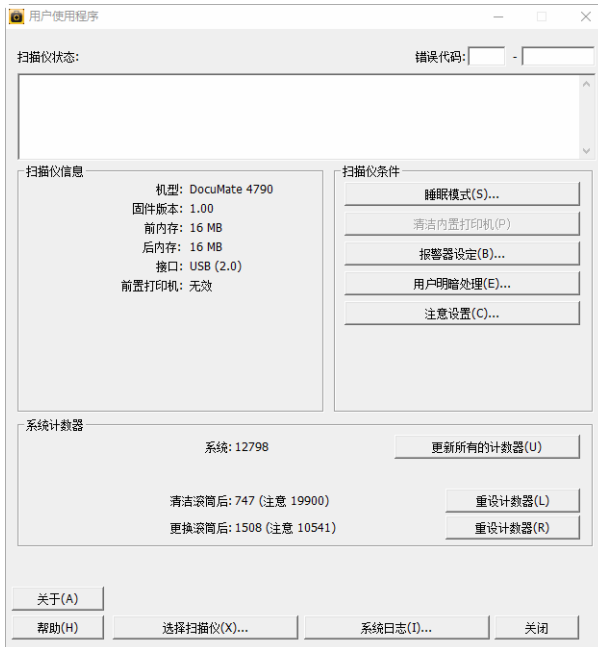 用户使用程序
扫描仪状态:
错误代码: -
扫描仪信息
机型: DocuMate 4790
固件版本: 1.00
前内存: 16 MB
后内存: 16 MB
接口: USB (2.0)
前置打印机: 无效
扫描仪条件
睡眠模式(S)...
清洁内置打印机(P)
报警器设定(B)...
用户明暗处理(E)...
注意设置(C)...
系统计数器
系统: 12798
更新所有的计数器(U)
清洁滚筒后: 747 (注意 19900)
重设计数器(L)
更换滚筒后: 1508 (注意 10541)
重设计数器(R)
关于(A)
帮助(H)
选择扫描仪(X)...
系统日志(I)...
关闭